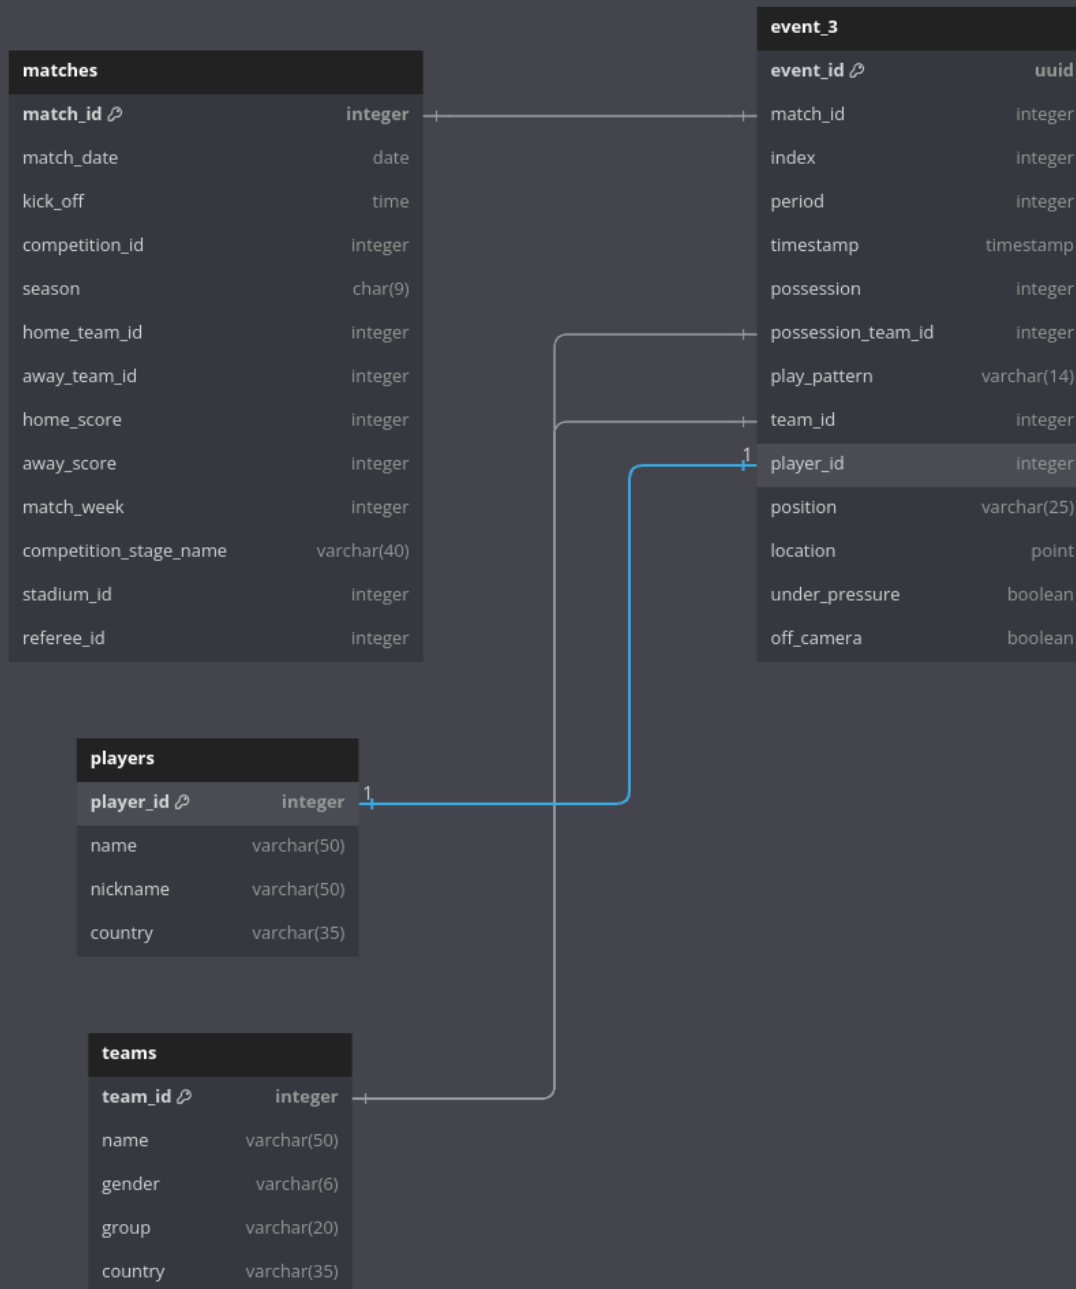 matches
match_id integer
match_date date
kick_off time
competition_id integer
season char(9)
home_team_id integer
away_team_id integer
home_score integer
away_score integer
match_week integer
competition_stage_name varchar(40)
stadium_id integer
referee_id integer
event_3
event_id uuid
match_id integer
index integer
period integer
timestamp timestamp
possession integer
possession_team_id integer
play_pattern varchar(14)
team_id integer
1 player_id integer
position varchar(25)
location point
under_pressure boolean
off_camera boolean
players
player_id integer 1
name varchar(50)
nickname varchar(50)
country varchar(35)
teams
team_id integer
name varchar(50)
gender varchar(6)
group varchar(20)
country varchar(35)